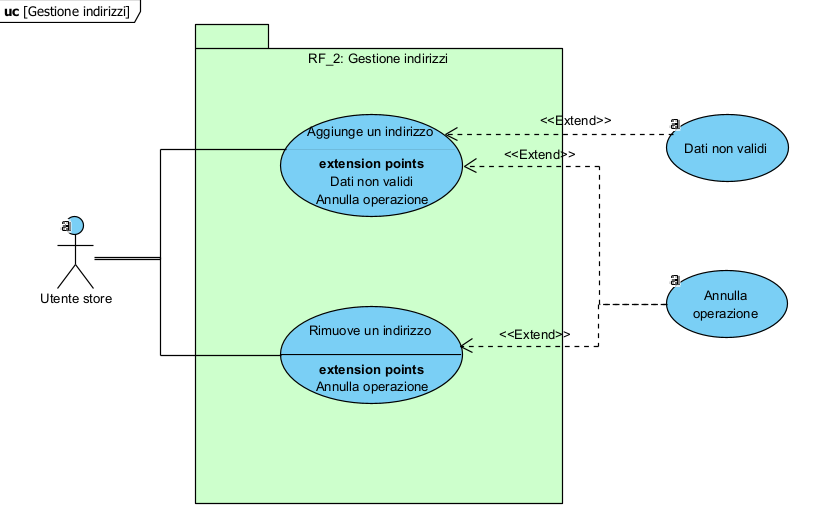 uc [Gestione indirizzi]
RF_2: Gestione indirizzi
Aggiunge un indirizzo
extension points
Dati non validi
Annulla operazione
<<Extend>>
Dati non validi
<<Extend>>
Utente store
Annulla
operazione
Rimuove un indirizzo
extension points
Annulla operazione
<<Extend>>